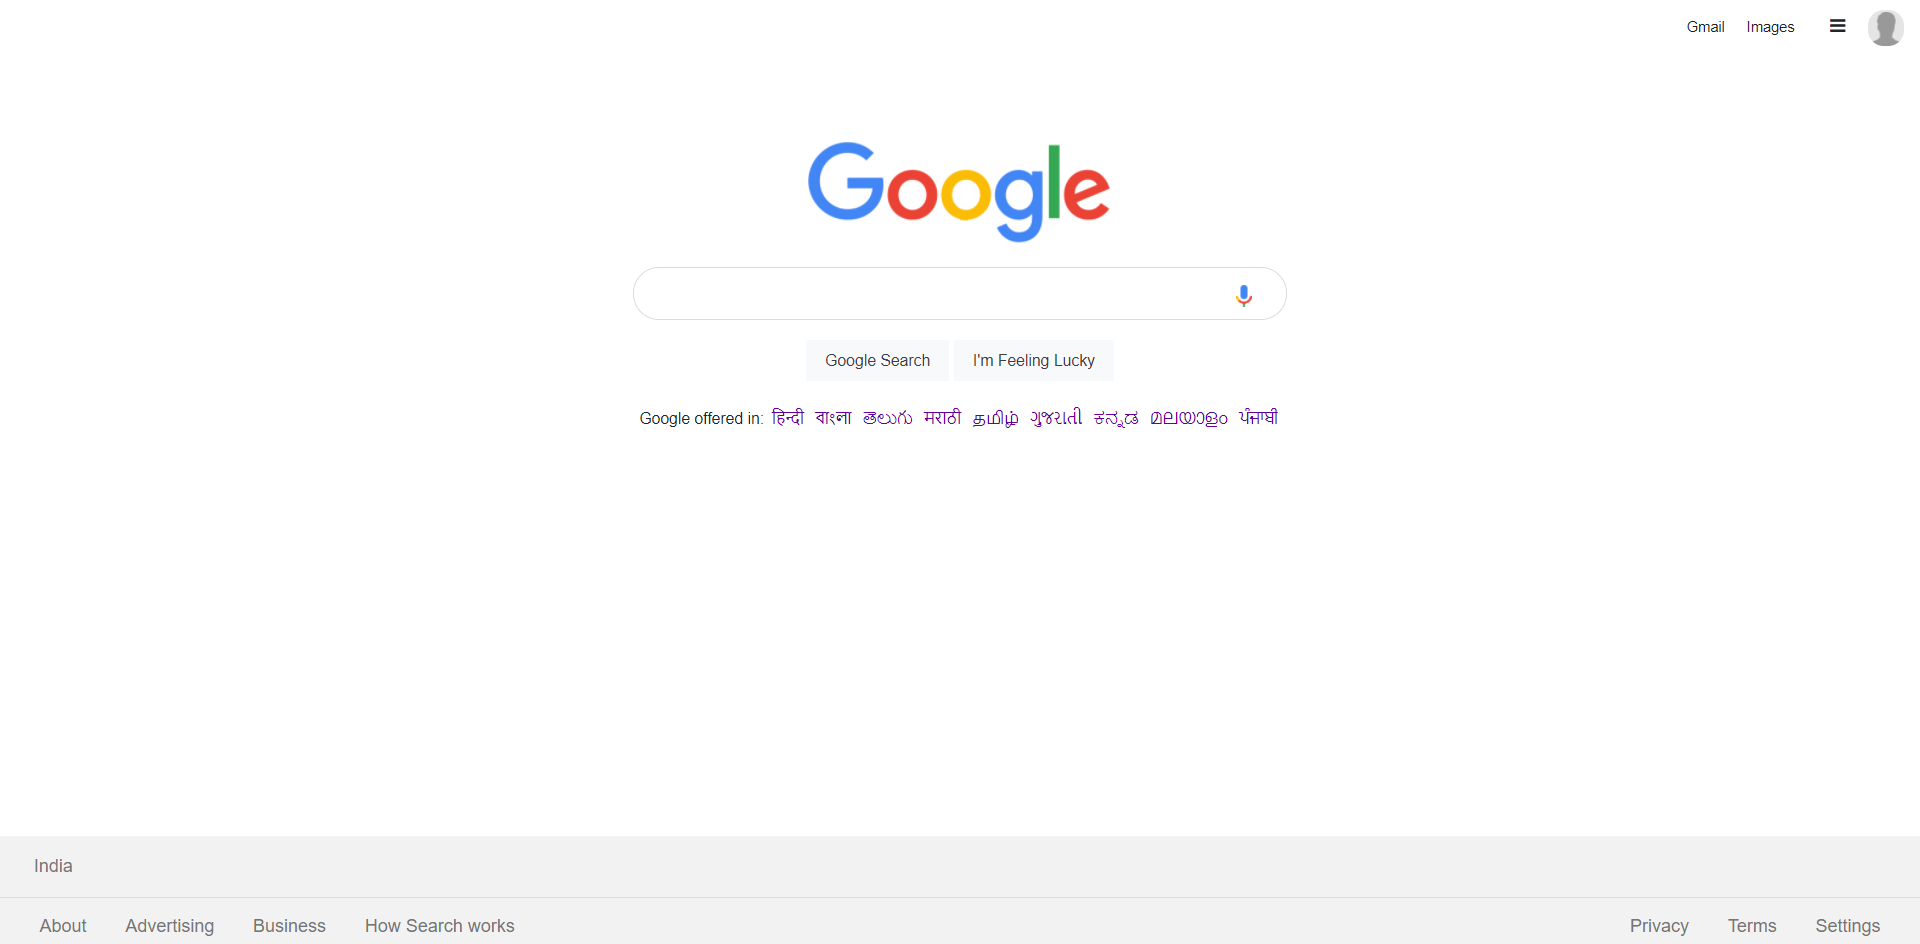 Gmail Images
Google
Google Search I'm Feeling Lucky
Google offered in: हिन्दी বাংলা తెలుగు मराठी தமிழ் ગુજરાતી ಕನ್ನಡ മലയാളം ਪੰਜਾਬੀ
India
About Advertising Business How Search works Privacy Terms Settings